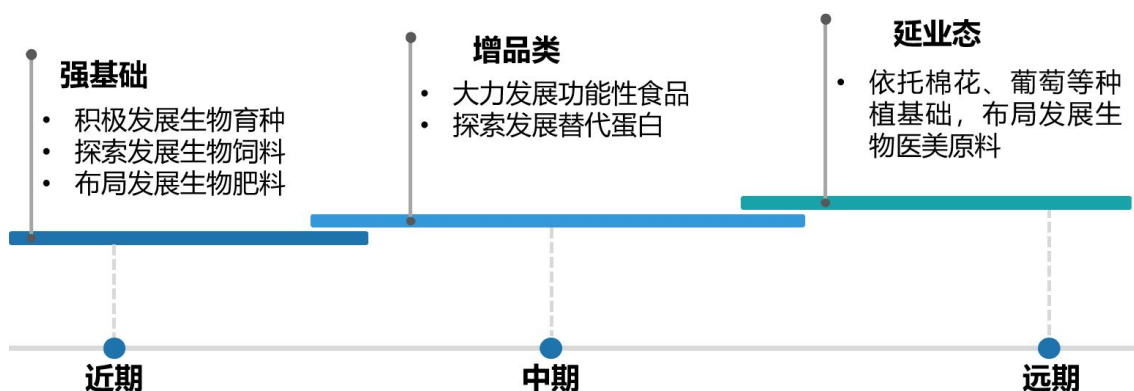 强基础
• 积极发展生物育种
• 探索发展生物饲料
• 布局发展生物肥料
增品类
• 大力发展功能性食品
• 探索发展替代蛋白
延业态
• 依托棉花、葡萄等种
植基础，布局发展生
物医美原料
近期
中期
远期